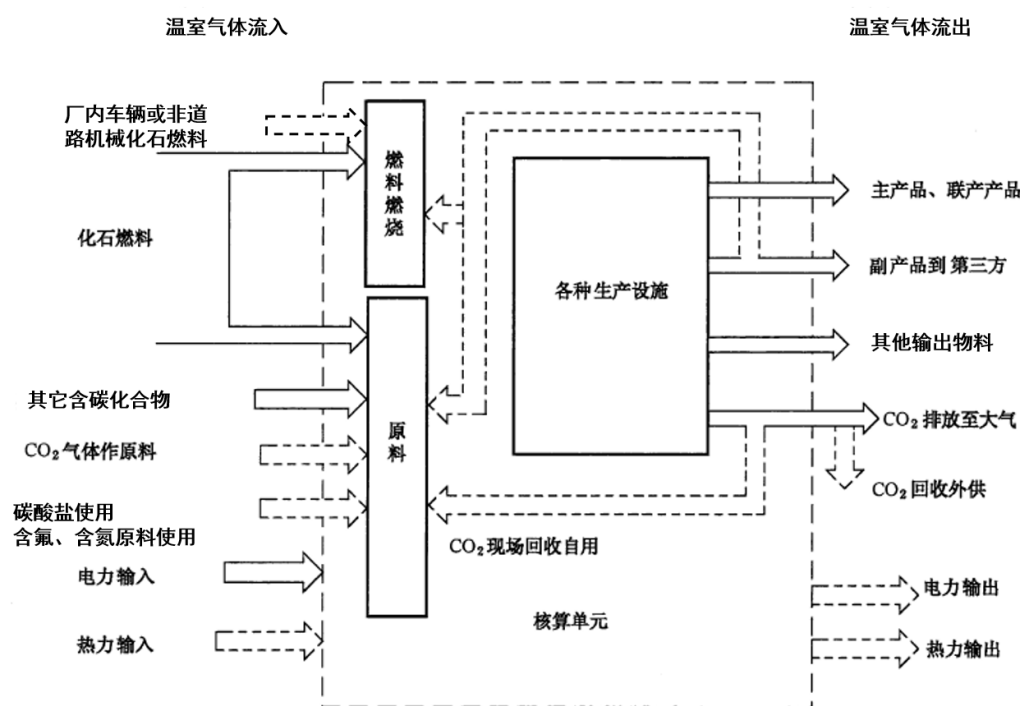 温室气体流入
温室气体流出
厂内车辆或非道
路机械化石燃料
燃料燃烧
主产品、联产产品
化石燃料
副产品到第三方
各种生产设施
其他输出物料
其它含碳化合物
原料
CO₂排放至大气
CO₂气体作原料
CO₂回收外供
碳酸盐使用
含氟、含氮原料使用
CO₂现场回收自用
电力输入
电力输出
核算单元
热力输入
热力输出